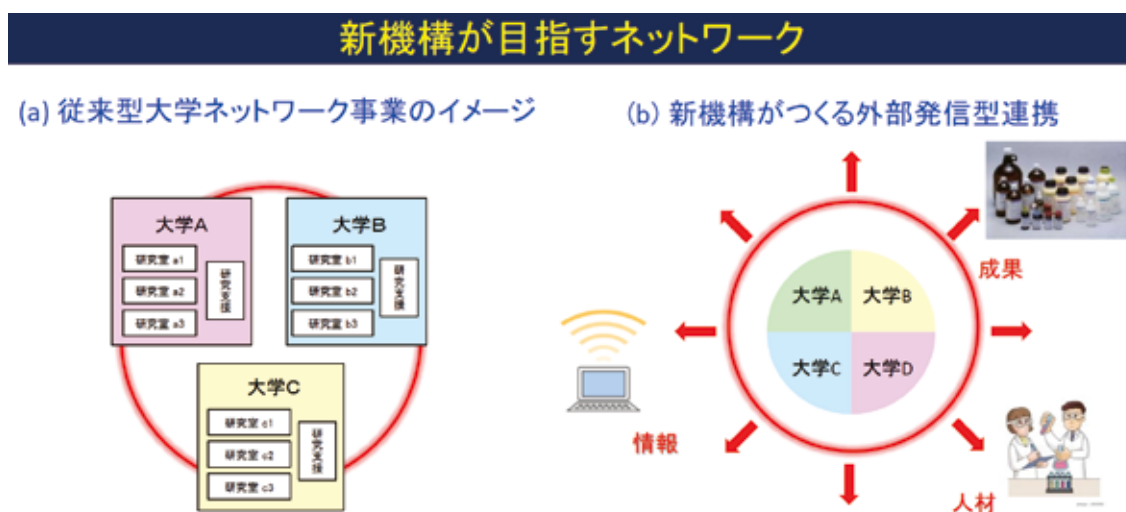 新機構が目指すネットワーク
(a) 従来型大学ネットワーク事業のイメージ
(b) 新機構がつくる外部発信型連携
大学A
研究室 a1
研究室 a2
研究室 a3
研究支援
大学B
研究室 b1
研究室 b2
研究室 b3
研究支援
大学C
研究室 c1
研究室 c2
研究室 c3
研究支援
大学A
大学B
大学C
大学D
成果
情報
人材